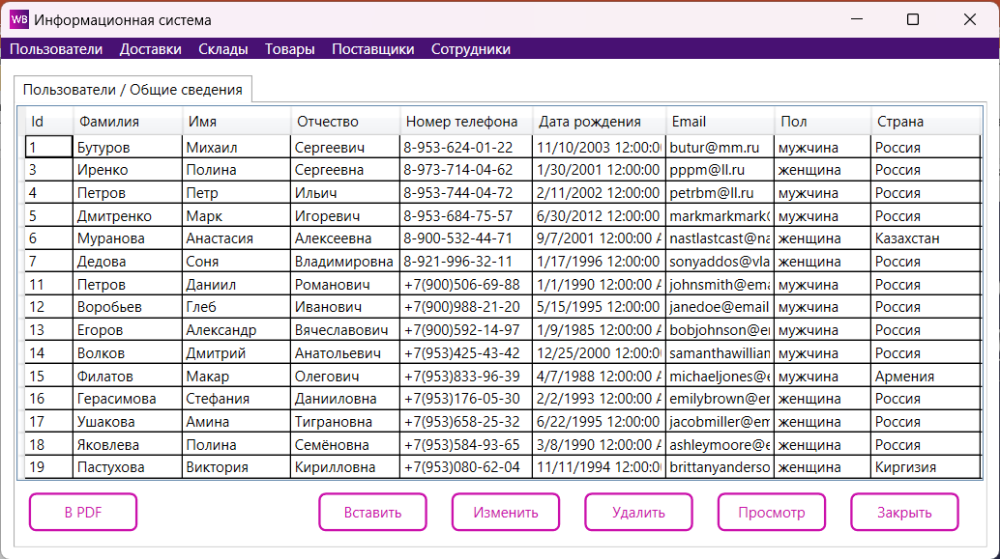 WB Информационная система
Пользователи Доставки Склады Товары Поставщики Сотрудники
Пользователи / Общие сведения
Id Фамилия Имя Отчество Номер телефона Дата рождения Email Пол Страна
1 Бутуров Михаил Сергеевич 8-953-624-01-22 11/10/2003 12:00:0 butur@mm.ru мужчина Россия
3 Иренко Полина Сергеевна 8-973-714-04-62 1/30/2001 12:00:00 pppm@ll.ru женщина Россия
4 Петров Петр Ильич 8-953-744-04-72 2/11/2002 12:00:00 petrbm@ll.ru мужчина Россия
5 Дмитренко Марк Игоревич 8-953-684-75-57 6/30/2012 12:00:00 markmarkmark@ мужчина Россия
6 Муранова Анастасия Алексеевна 8-900-532-44-71 9/7/2001 12:00:00 A nastlastcast@na женщина Казахстан
7 Дедова Соня Владимировна 8-921-996-32-11 1/17/1996 12:00:00 sonyaddos@vla женщина Россия
11 Петров Даниил Романович +7(900)506-69-88 1/1/1990 12:00:00 A johnsmith@ema мужчина Россия
12 Воробьев Глеб Иванович +7(900)988-21-20 5/15/1995 12:00:00 janedoe@email мужчина Россия
13 Егоров Александр Вячеславович +7(900)592-14-97 1/9/1985 12:00:00 A bobjohnson@e мужчина Россия
14 Волков Дмитрий Анатольевич +7(953)425-43-42 12/25/2000 12:00:0 samanthawillian мужчина Россия
15 Филатов Макар Олегович +7(953)833-96-39 4/7/1988 12:00:00 A michaeljones@e мужчина Армения
16 Герасимова Стефания Данииловна +7(953)176-05-30 2/2/1993 12:00:00 A emilybrown@er женщина Россия
17 Ушакова Амина Тиграновна +7(953)658-25-32 6/22/1995 12:00:00 jacobmiller@em женщина Россия
18 Яковлева Полина Семёновна +7(953)584-93-65 3/8/1990 12:00:00 A ashleymoore@e женщина Россия
19 Пастухова Виктория Кирилловна +7(953)080-62-04 11/11/1994 12:00:0 brittanyanderso женщина Киргизия
В PDF Вставить Изменить Удалить Просмотр Закрыть